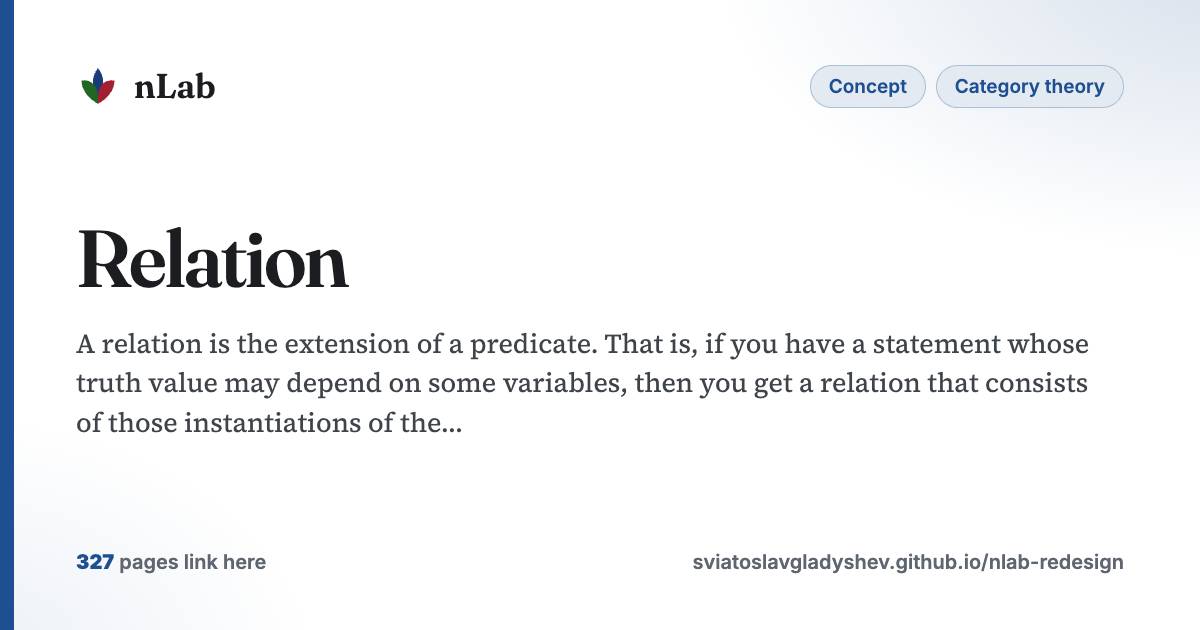 nLab
Concept
Category theory
Relation
A relation is the extension of a predicate. That is, if you have a statement whose
truth value may depend on some variables, then you get a relation that consists
of those instantiations of the...
327 pages link here
sviatoslavgladyshev.github.io/nlab-redesign